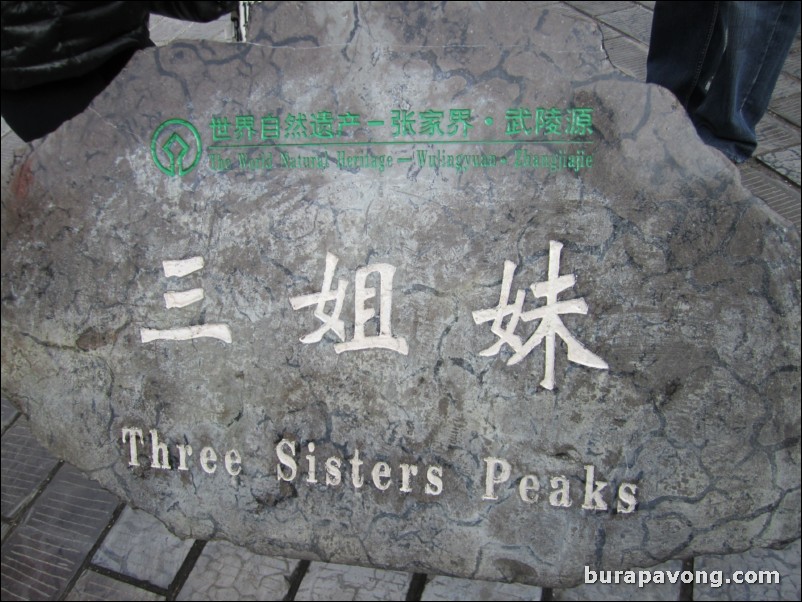 世界自然遗产－张家界·武陵源
The World Natural Heritage — Wulingyuan · Zhangjiajie
三姐妹
Three Sisters Peaks
burapavong.com